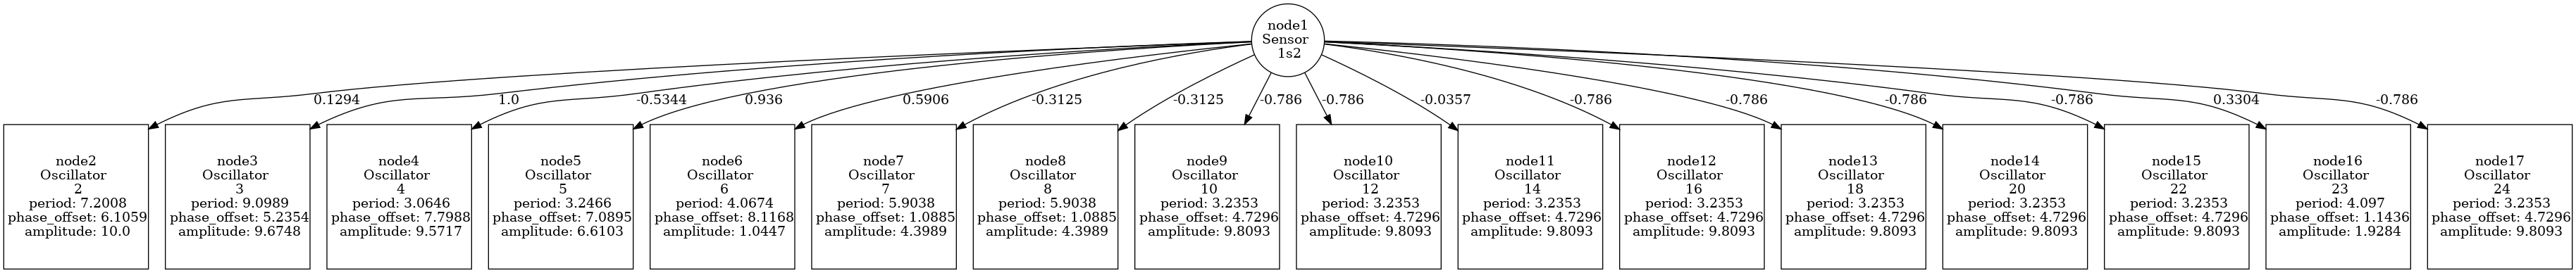 node1
Sensor
1s2
0.1294
1.0
-0.5344
0.936
0.5906
-0.3125
-0.3125
-0.786
-0.786
-0.0357
-0.786
-0.786
-0.786
-0.786
0.3304
-0.786
node2
Oscillator
2
period: 7.2008
phase_offset: 6.1059
amplitude: 10.0
node3
Oscillator
3
period: 9.0989
phase_offset: 5.2354
amplitude: 9.6748
node4
Oscillator
4
period: 3.0646
phase_offset: 7.7988
amplitude: 9.5717
node5
Oscillator
5
period: 3.2466
phase_offset: 7.0895
amplitude: 6.6103
node6
Oscillator
6
period: 4.0674
phase_offset: 8.1168
amplitude: 1.0447
node7
Oscillator
7
period: 5.9038
phase_offset: 1.0885
amplitude: 4.3989
node8
Oscillator
8
period: 5.9038
phase_offset: 1.0885
amplitude: 4.3989
node9
Oscillator
10
period: 3.2353
phase_offset: 4.7296
amplitude: 9.8093
node10
Oscillator
12
period: 3.2353
phase_offset: 4.7296
amplitude: 9.8093
node11
Oscillator
14
period: 3.2353
phase_offset: 4.7296
amplitude: 9.8093
node12
Oscillator
16
period: 3.2353
phase_offset: 4.7296
amplitude: 9.8093
node13
Oscillator
18
period: 3.2353
phase_offset: 4.7296
amplitude: 9.8093
node14
Oscillator
20
period: 3.2353
phase_offset: 4.7296
amplitude: 9.8093
node15
Oscillator
22
period: 3.2353
phase_offset: 4.7296
amplitude: 9.8093
node16
Oscillator
23
period: 4.097
phase_offset: 1.1436
amplitude: 1.9284
node17
Oscillator
24
period: 3.2353
phase_offset: 4.7296
amplitude: 9.8093